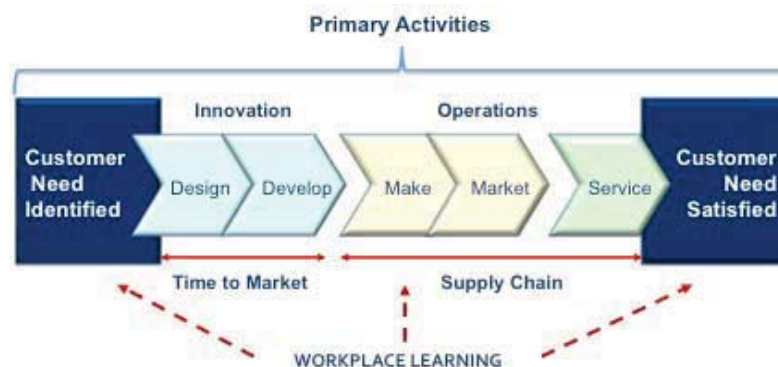 Primary Activities
Innovation
Operations
Customer
Need
Identified
Design
Develop
Make
Market
Service
Customer
Need
Satisfied
Time to Market
Supply Chain
WORKPLACE LEARNING